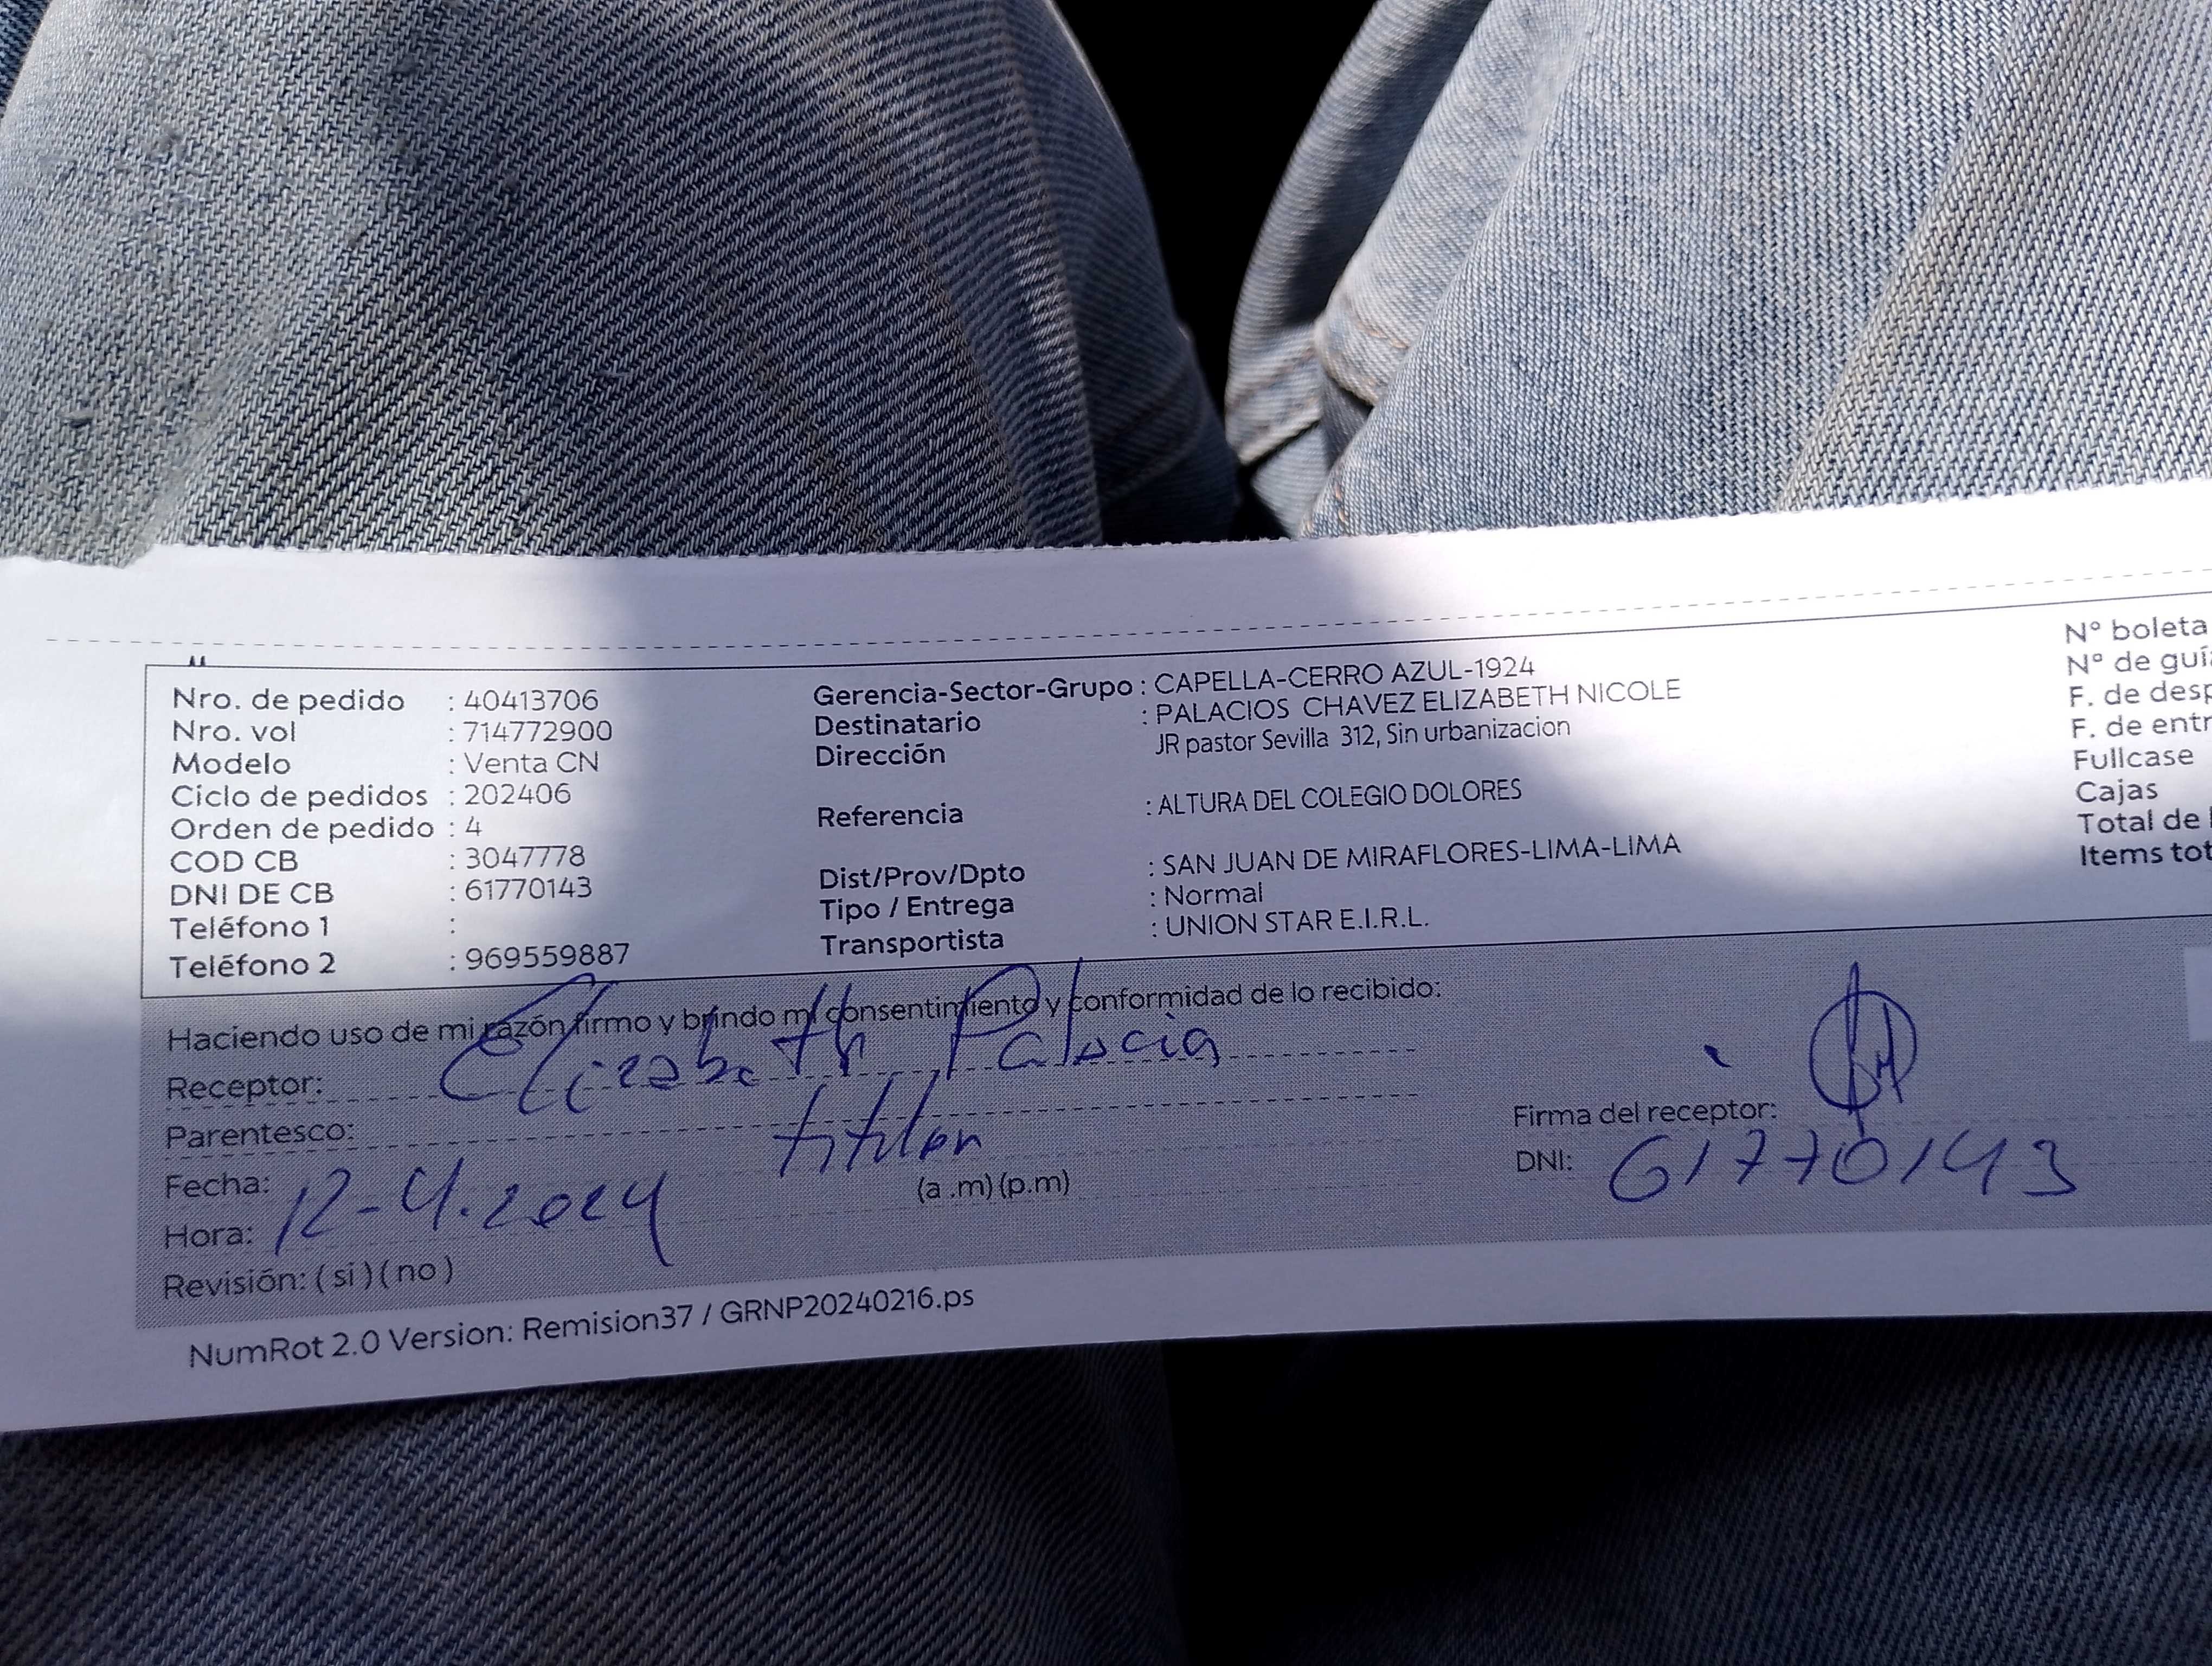 Nro. de pedido : 40413706
Nro. vol : 714772900
Modelo : Venta CN
Ciclo de pedidos : 202406
Orden de pedido : 4
COD CB : 3047778
DNI DE CB : 61770143
Teléfono 1 :
Teléfono 2 : 969559887
Gerencia-Sector-Grupo : CAPELLA-CERRO AZUL-1924
Destinatario : PALACIOS CHAVEZ ELIZABETH NICOLE
Dirección JR pastor Sevilla 312, Sin urbanizacion
Referencia : ALTURA DEL COLEGIO DOLORES
Dist/Prov/Dpto : SAN JUAN DE MIRAFLORES-LIMA-LIMA
Tipo / Entrega : Normal
Transportista : UNION STAR E.I.R.L.
N° boleta
N° de guí
F. de desp
F. de entr
Fullcase
Cajas
Total de
Items tot
Haciendo uso de mi razón firmo y brindo mi consentimiento y conformidad de lo recibido:
Receptor: Elizabeth Palacia
Parentesco: titular
Fecha: 12-4.2024
Hora: (a .m) (p.m)
Revisión: ( si ) ( no )
Firma del receptor:
DNI: 61770143
NumRot 2.0 Version: Remision37 / GRNP20240216.ps